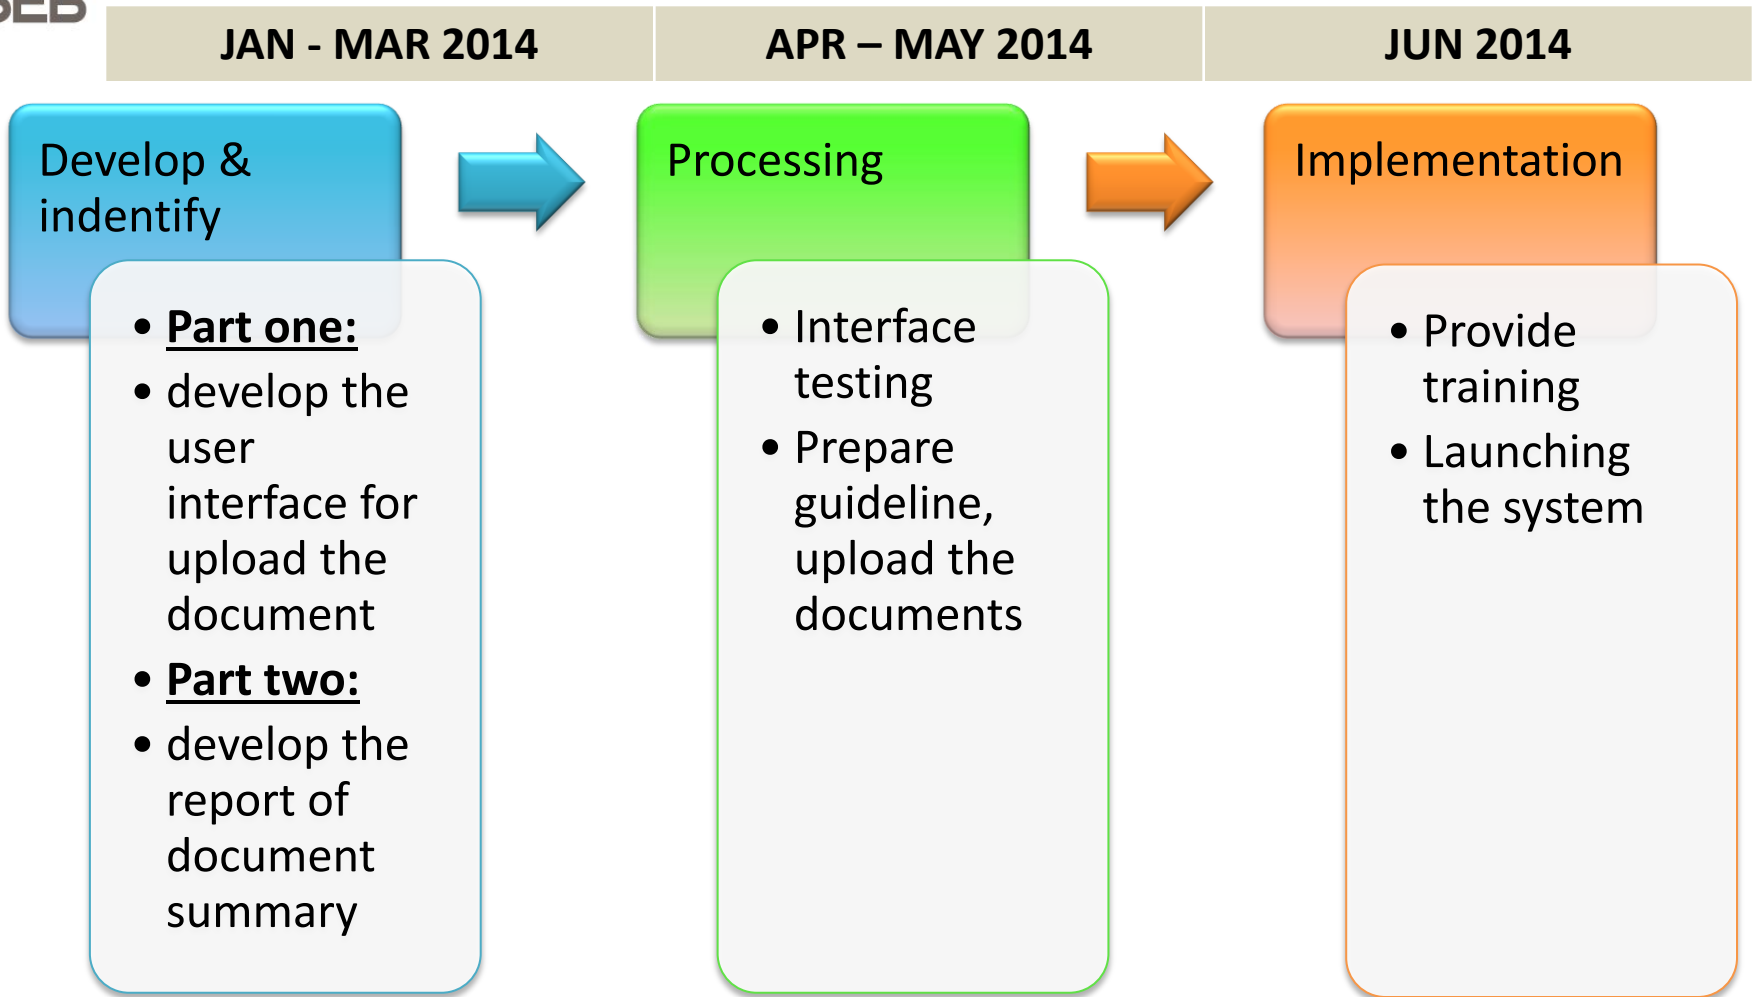 JAN - MAR 2014
APR – MAY 2014
JUN 2014
Develop &
indentify
• Part one:
• develop the
user
interface for
upload the
document
• Part two:
• develop the
report of
document
summary
Processing
• Interface
testing
• Prepare
guideline,
upload the
documents
Implementation
• Provide
training
• Launching
the system